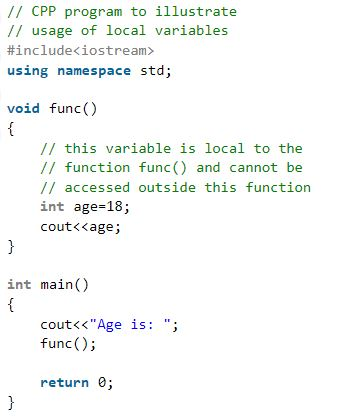 // CPP program to illustrate
// usage of local variables
#include<iostream>
using namespace std;

void func()
{
    // this variable is local to the
    // function func() and cannot be
    // accessed outside this function
    int age=18;
    cout<<age;
}

int main()
{
    cout<<"Age is: ";
    func();

    return 0;
}